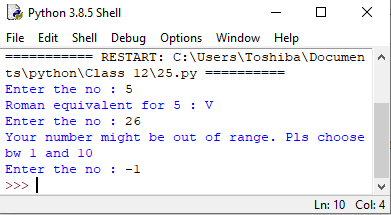 Python 3.8.5 Shell
File Edit Shell Debug Options Window Help
=========== RESTART: C:\Users\Toshiba\Documen
ts\python\Class 12\25.py ==========
Enter the no : 5
Roman equivalent for 5 : V
Enter the no : 26
Your number might be out of range. Pls choose
bw 1 and 10
Enter the no : -1
>>>
Ln: 10 Col: 4